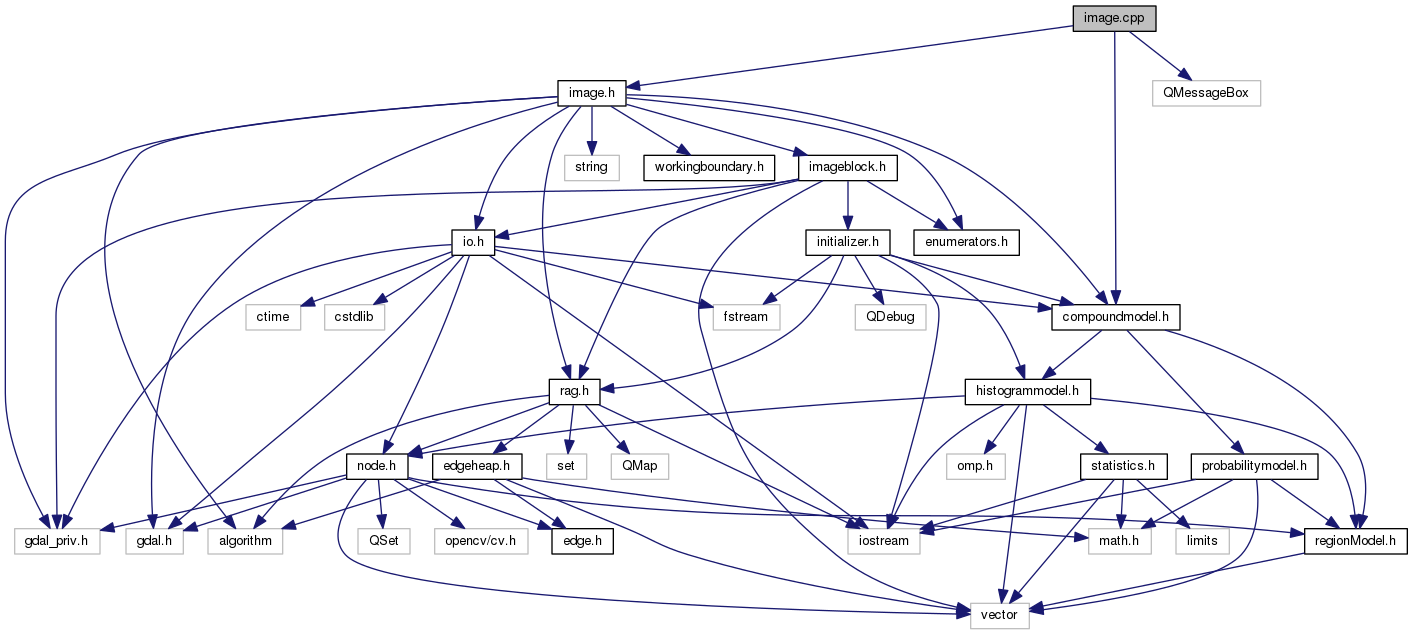 image.cpp
image.h
QMessageBox
string
workingboundary.h
imageblock.h
io.h
initializer.h
enumerators.h
ctime
cstdlib
fstream
QDebug
compoundmodel.h
rag.h
histogrammodel.h
node.h
edgeheap.h
set
QMap
omp.h
statistics.h
probabilitymodel.h
gdal_priv.h
gdal.h
algorithm
QSet
opencv/cv.h
edge.h
iostream
math.h
limits
regionModel.h
vector